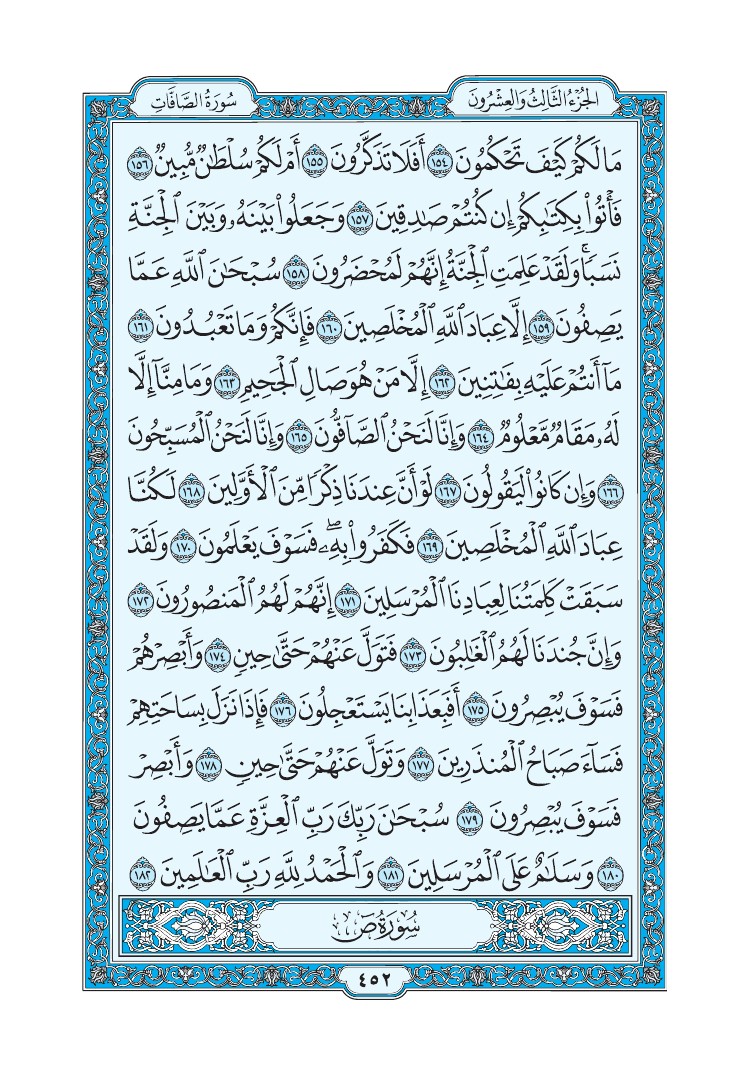 الجُزْءُ الثَّالِثُ وَالعِشْرُونَ
سُورَةُ الصَّافَّاتِ
مَا لَكُمۡ كَيۡفَ تَحۡكُمُونَ ١٥٤ أَفَلَا تَذَكَّرُونَ ١٥٥ أَمۡ لَكُمۡ سُلۡطَٰنٞ مُّبِينٞ ١٥٦
فَأۡتُواْ بِكِتَٰبِكُمۡ إِن كُنتُمۡ صَٰدِقِينَ ١٥٧ وَجَعَلُواْ بَيۡنَهُۥ وَبَيۡنَ ٱلۡجِنَّةِ
نَسَبٗاۚ وَلَقَدۡ عَلِمَتِ ٱلۡجِنَّةُ إِنَّهُمۡ لَمُحۡضَرُونَ ١٥٨ سُبۡحَٰنَ ٱللَّهِ عَمَّا
يَصِفُونَ ١٥٩ إِلَّا عِبَادَ ٱللَّهِ ٱلۡمُخۡلَصِينَ ١٦٠ فَإِنَّكُمۡ وَمَا تَعۡبُدُونَ ١٦١
مَآ أَنتُمۡ عَلَيۡهِ بِفَٰتِنِينَ ١٦٢ إِلَّا مَنۡ هُوَ صَالِ ٱلۡجَحِيمِ ١٦٣ وَمَا مِنَّآ إِلَّا
لَهُۥ مَقَامٞ مَّعۡلُومٞ ١٦٤ وَإِنَّا لَنَحۡنُ ٱلصَّآفُّونَ ١٦٥ وَإِنَّا لَنَحۡنُ ٱلۡمُسَبِّحُونَ
١٦٦ وَإِن كَانُواْ لَيَقُولُونَ ١٦٧ لَوۡ أَنَّ عِندَنَا ذِكۡرٗا مِّنَ ٱلۡأَوَّلِينَ ١٦٨ لَكُنَّا
عِبَادَ ٱللَّهِ ٱلۡمُخۡلَصِينَ ١٦٩ فَكَفَرُواْ بِهِۦۖ فَسَوۡفَ يَعۡلَمُونَ ١٧٠ وَلَقَدۡ
سَبَقَتۡ كَلِمَتُنَا لِعِبَادِنَا ٱلۡمُرۡسَلِينَ ١٧١ إِنَّهُمۡ لَهُمُ ٱلۡمَنصُورُونَ ١٧٢
وَإِنَّ جُندَنَا لَهُمُ ٱلۡغَٰلِبُونَ ١٧٣ فَتَوَلَّ عَنۡهُمۡ حَتَّىٰ حِينٖ ١٧٤ وَأَبۡصِرۡهُمۡ
فَسَوۡفَ يُبۡصِرُونَ ١٧٥ أَفَبِعَذَابِنَا يَسۡتَعۡجِلُونَ ١٧٦ فَإِذَا نَزَلَ بِسَاحَتِهِمۡ
فَسَآءَ صَبَاحُ ٱلۡمُنذَرِينَ ١٧٧ وَتَوَلَّ عَنۡهُمۡ حَتَّىٰ حِينٖ ١٧٨ وَأَبۡصِرۡ
فَسَوۡفَ يُبۡصِرُونَ ١٧٩ سُبۡحَٰنَ رَبِّكَ رَبِّ ٱلۡعِزَّةِ عَمَّا يَصِفُونَ
١٨٠ وَسَلَٰمٌ عَلَى ٱلۡمُرۡسَلِينَ ١٨١ وَٱلۡحَمۡدُ لِلَّهِ رَبِّ ٱلۡعَٰلَمِينَ ١٨٢
سُورَةُ صٓ
٤٥٢